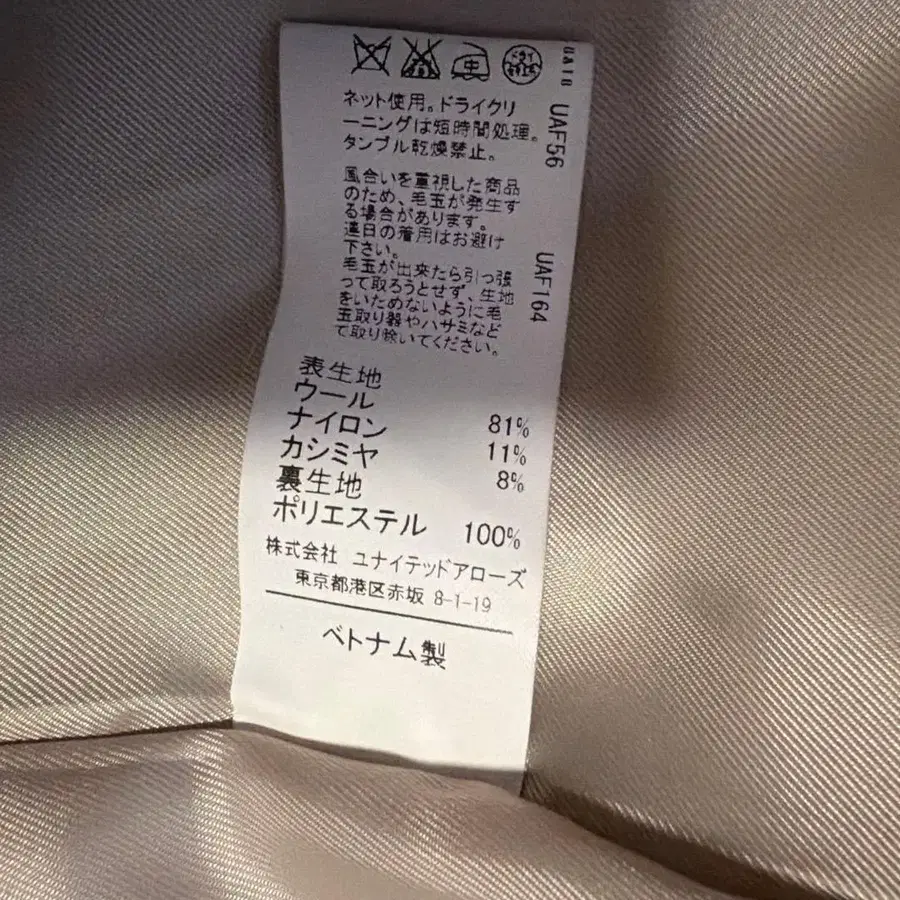 ネット使用。ドライクリ
ーニングは短時間処理。
タンブル乾燥禁止。
風合いを重視した商品
のため、毛玉が発生す
る場合があります。
連日の着用はお避け
下さい。
毛玉が出来たら引っ張
って取ろうとせず、生地
をいためないように毛
玉取り器やハサミなど
で取り除いてください。
表生地
ウール 81%
ナイロン 11%
カシミヤ 8%
裏生地
ポリエステル 100%
株式会社 ユナイテッドアローズ
東京都港区赤坂 8-1-19
ベトナム製
UAF56
UAF164